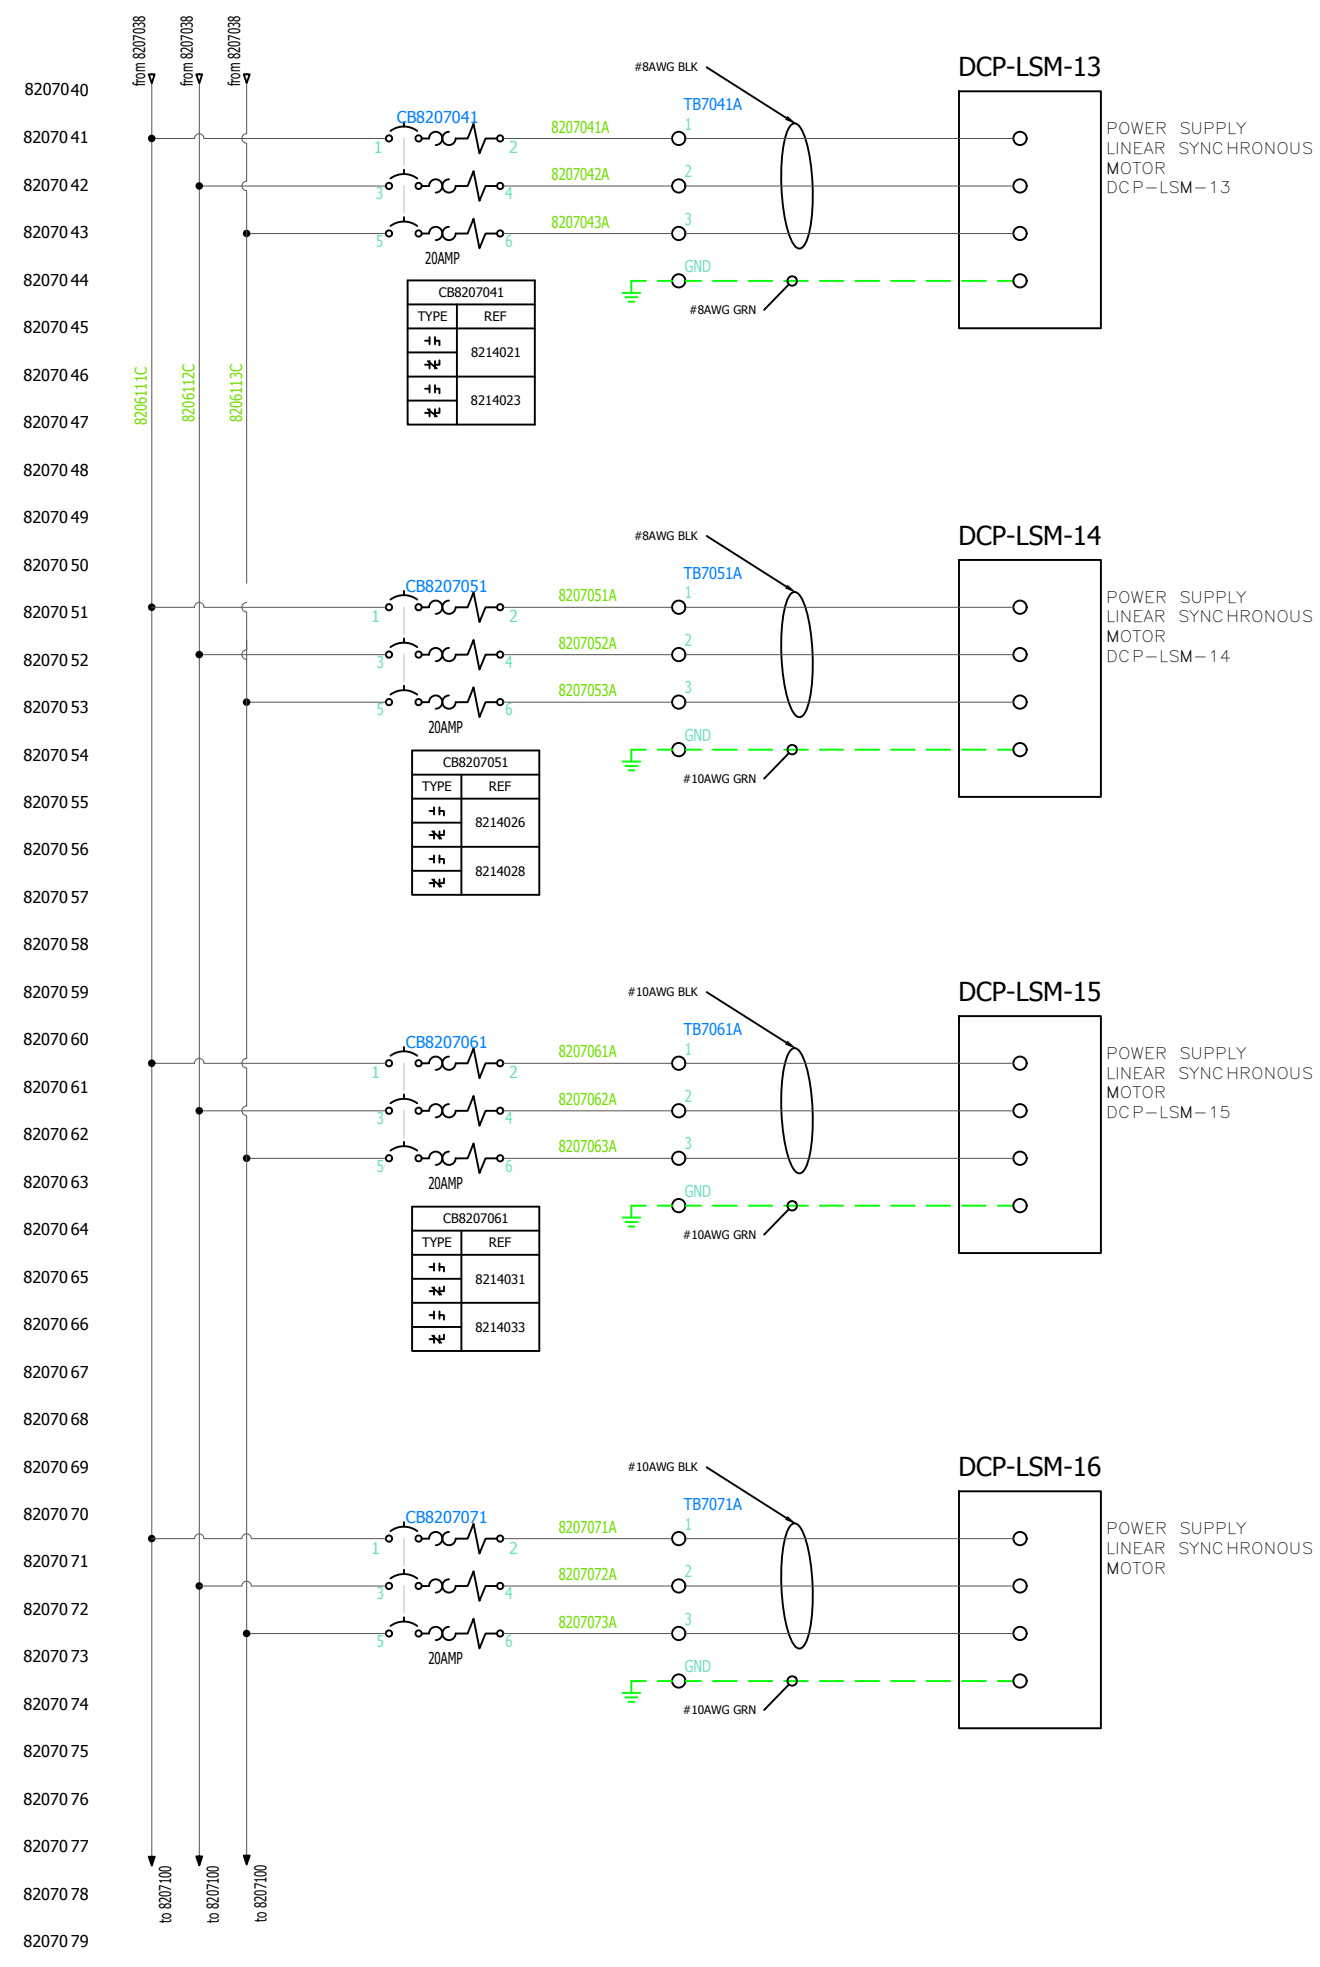 from 8207038
from 8207038
from 8207038
8207040
8207041
8207042
8207043
8207044
8207045
8207046
8207047
8207048
8207049
8207050
8207051
8207052
8207053
8207054
8207055
8207056
8207057
8207058
8207059
8207060
8207061
8207062
8207063
8207064
8207065
8207066
8207067
8207068
8207069
8207070
8207071
8207072
8207073
8207074
8207075
8207076
8207077
8207078
8207079
8206111C
8206112C
8206113C
to 8207100
to 8207100
to 8207100
#8AWG BLK
DCP-LSM-13
CB8207041
TB7041A
1 2 8207041A 1
3 4 8207042A 2
5 6 8207043A 3
20AMP
GND
#8AWG GRN
POWER SUPPLY
LINEAR SYNCHRONOUS
MOTOR
DCP-LSM-13
CB8207041
TYPE REF
8214021
8214023
#8AWG BLK
DCP-LSM-14
CB8207051
TB7051A
1 2 8207051A 1
3 4 8207052A 2
5 6 8207053A 3
20AMP
GND
#10AWG GRN
POWER SUPPLY
LINEAR SYNCHRONOUS
MOTOR
DCP-LSM-14
CB8207051
TYPE REF
8214026
8214028
#10AWG BLK
DCP-LSM-15
CB8207061
TB7061A
1 2 8207061A 1
3 4 8207062A 2
5 6 8207063A 3
20AMP
GND
#10AWG GRN
POWER SUPPLY
LINEAR SYNCHRONOUS
MOTOR
DCP-LSM-15
CB8207061
TYPE REF
8214031
8214033
#10AWG BLK
DCP-LSM-16
CB8207071
TB7071A
1 2 8207071A 1
3 4 8207072A 2
5 6 8207073A 3
20AMP
GND
#10AWG GRN
POWER SUPPLY
LINEAR SYNCHRONOUS
MOTOR